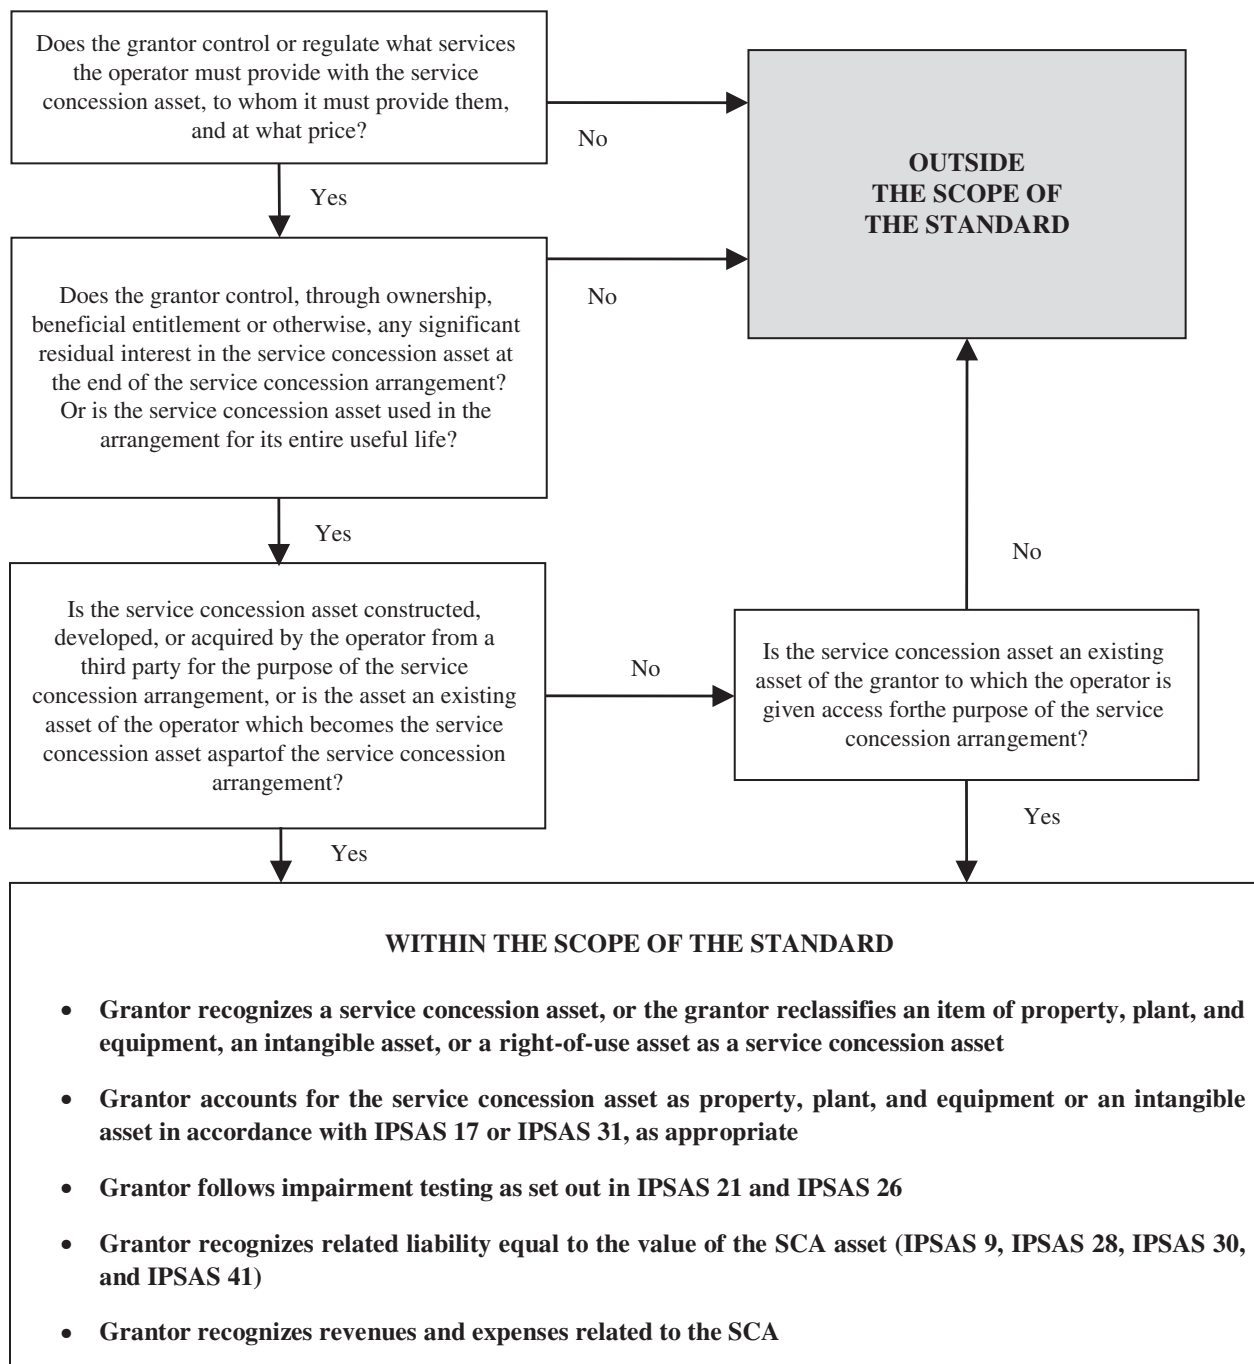 Does the grantor control or regulate what services
the operator must provide with the service
concession asset, to whom it must provide them,
and at what price?
No
OUTSIDE
THE SCOPE OF
THE STANDARD
Yes
Does the grantor control, through ownership,
beneficial entitlement or otherwise, any significant
residual interest in the service concession asset at
the end of the service concession arrangement?
Or is the service concession asset used in the
arrangement for its entire useful life?
No
Yes
Is the service concession asset constructed,
developed, or acquired by the operator from a
third party for the purpose of the service
concession arrangement, or is the asset an existing
asset of the operator which becomes the service
concession asset aspartof the service concession
arrangement?
No
No
Is the service concession asset an existing
asset of the grantor to which the operator is
given access forthe purpose of the service
concession arrangement?
Yes
Yes
WITHIN THE SCOPE OF THE STANDARD
• Grantor recognizes a service concession asset, or the grantor reclassifies an item of property, plant, and
equipment, an intangible asset, or a right-of-use asset as a service concession asset
• Grantor accounts for the service concession asset as property, plant, and equipment or an intangible
asset in accordance with IPSAS 17 or IPSAS 31, as appropriate
• Grantor follows impairment testing as set out in IPSAS 21 and IPSAS 26
• Grantor recognizes related liability equal to the value of the SCA asset (IPSAS 9, IPSAS 28, IPSAS 30,
and IPSAS 41)
• Grantor recognizes revenues and expenses related to the SCA